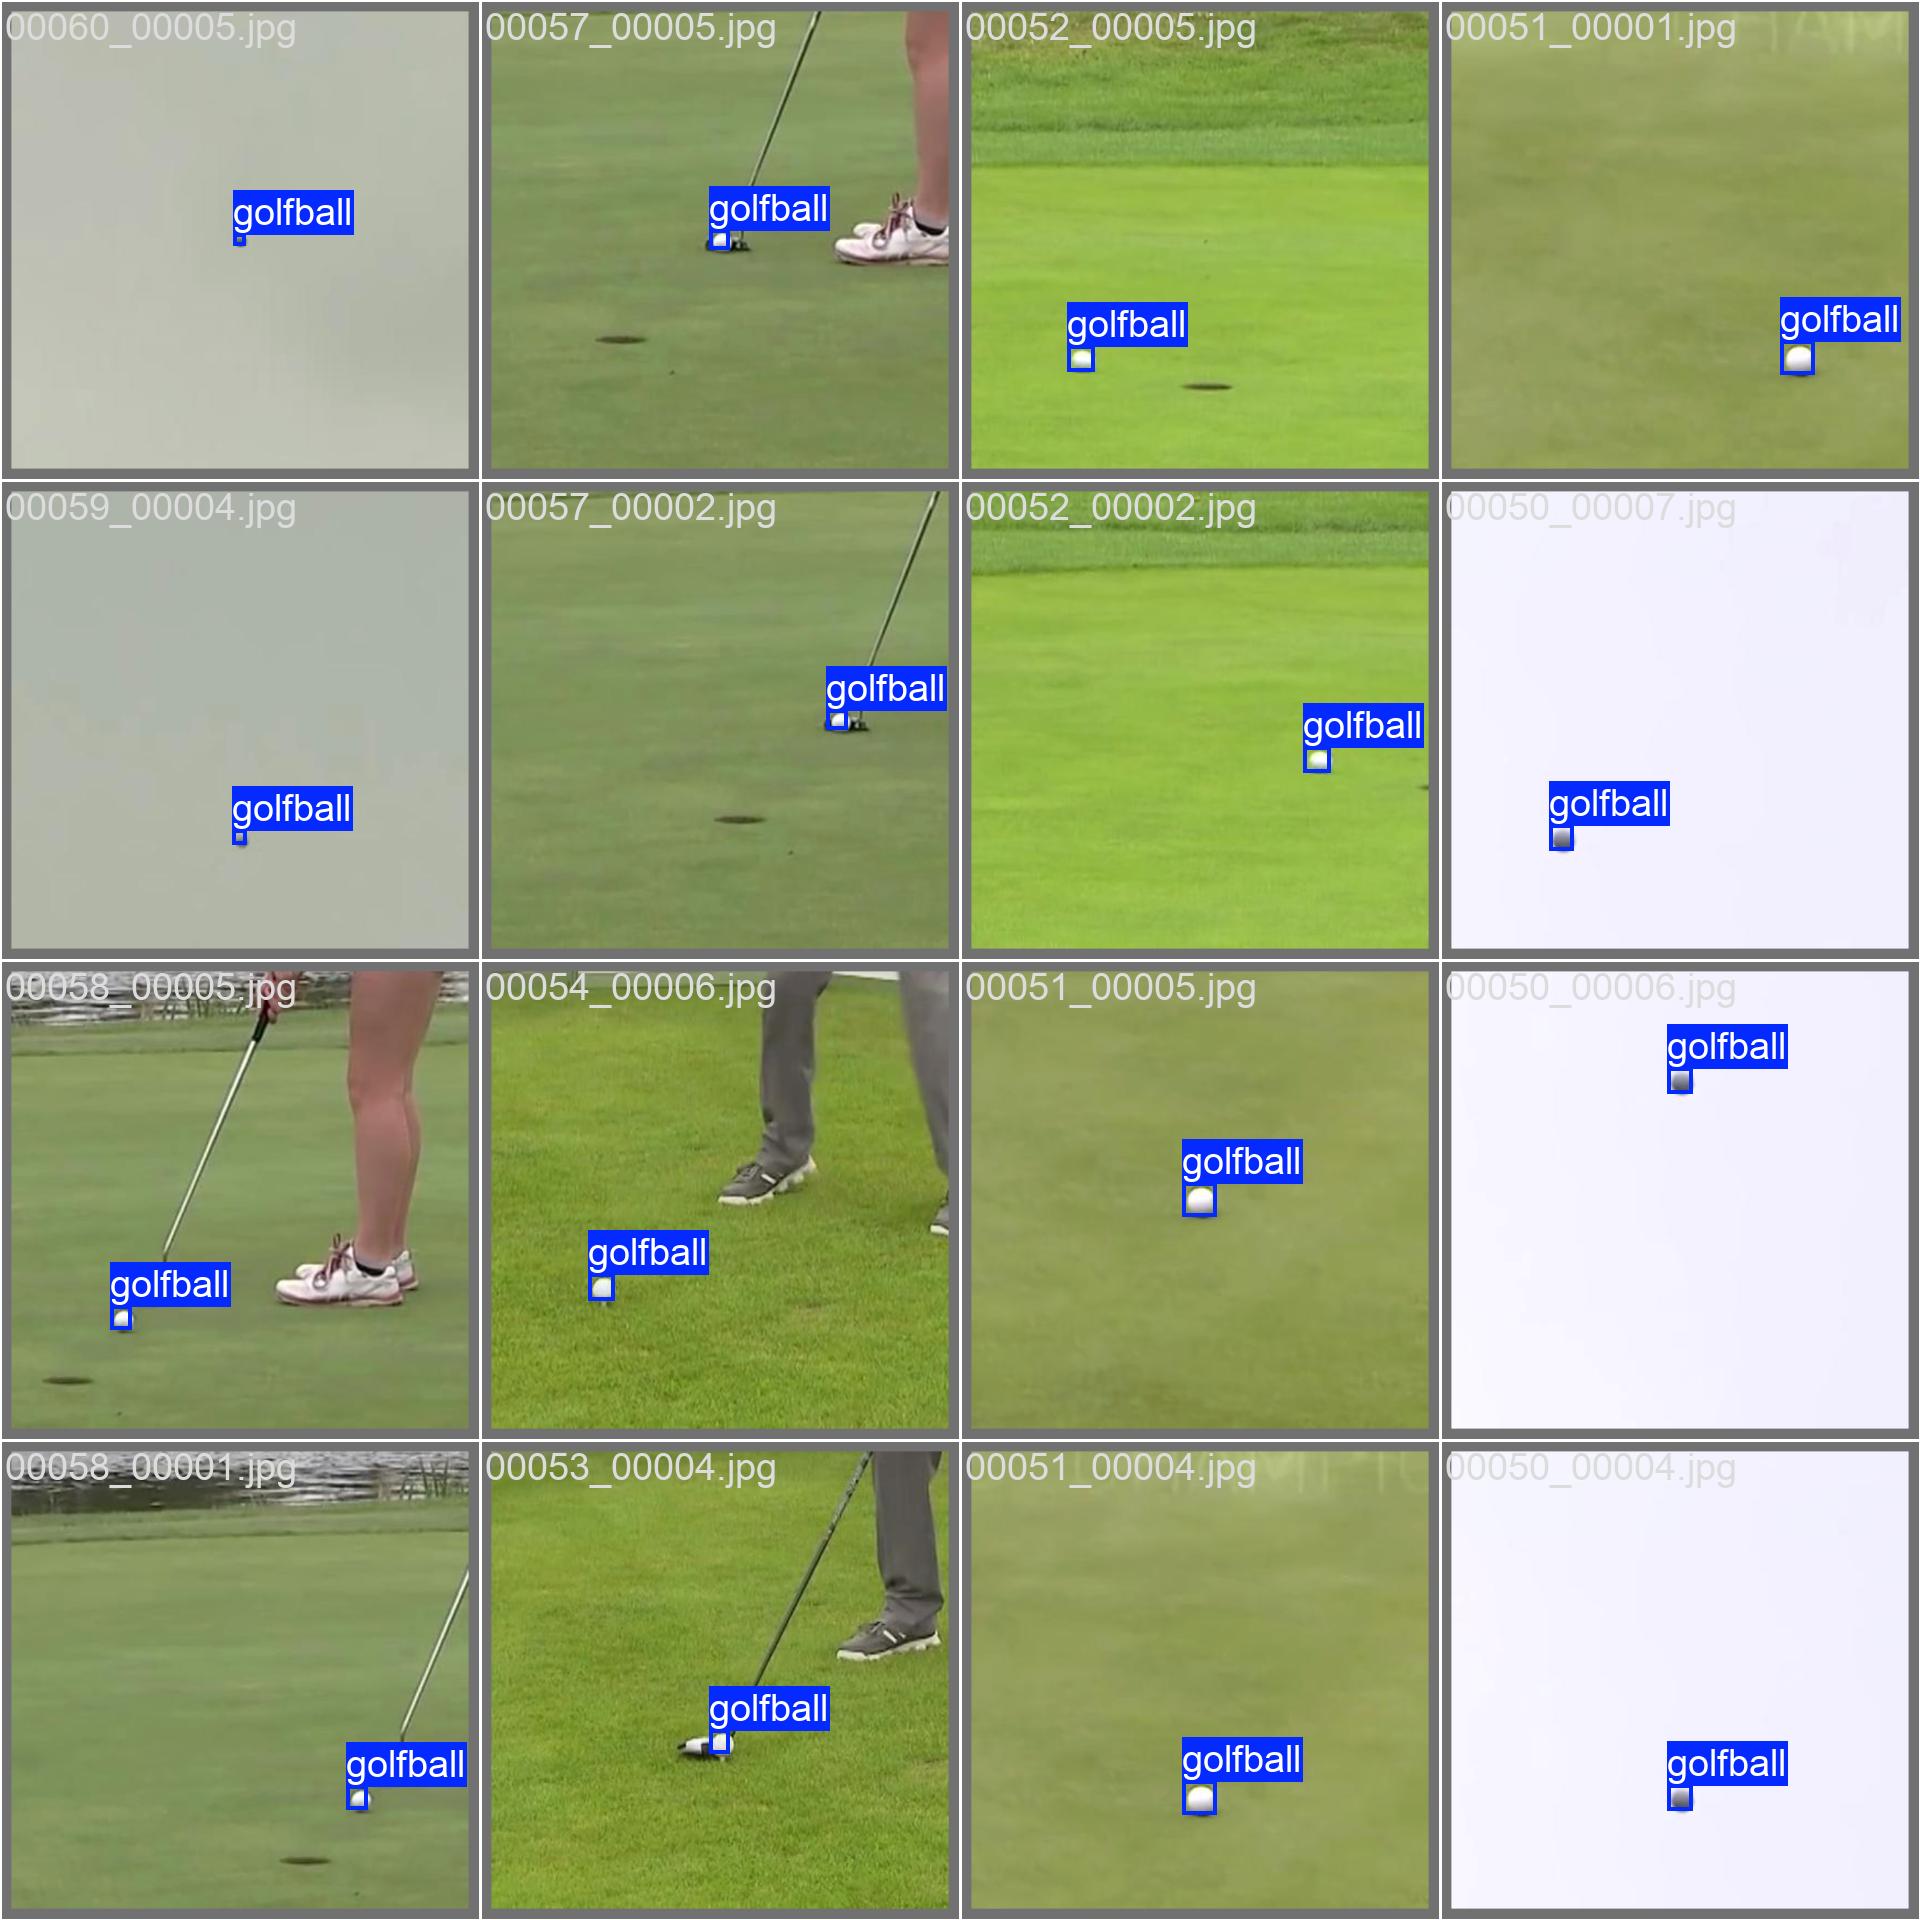 00060_00005.jpg
golfball
00057_00005.jpg
golfball
00052_00005.jpg
golfball
00051_00001.jpg
HAM
golfball
00059_00004.jpg
golfball
00057_00002.jpg
golfball
00052_00002.jpg
golfball
00050_00007.jpg
golfball
00058_00005.jpg
golfball
00054_00006.jpg
golfball
00051_00005.jpg
golfball
00050_00006.jpg
golfball
00058_00001.jpg
golfball
00053_00004.jpg
golfball
00051_00004.jpg
golfball
00050_00004.jpg
golfball